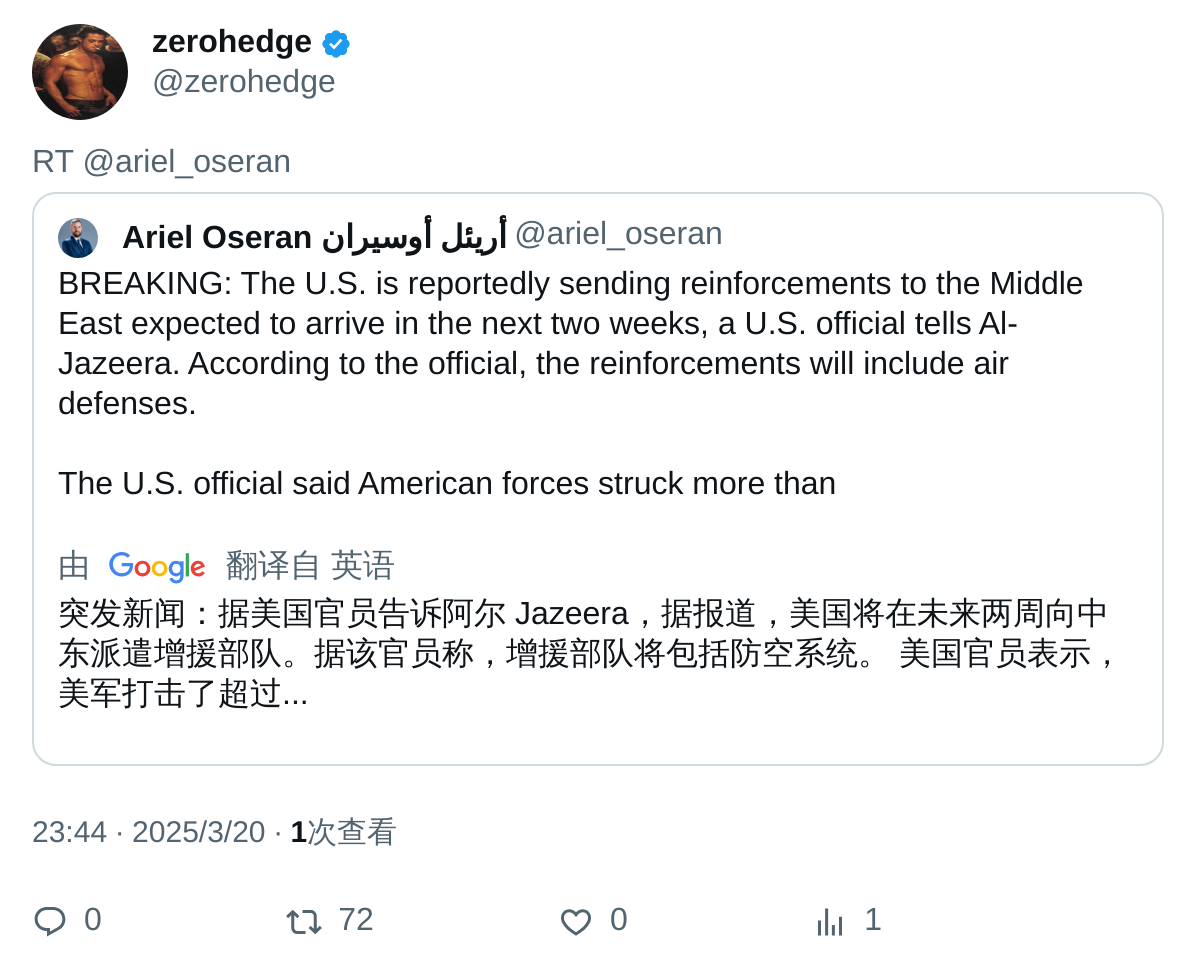 zerohedge
@zerohedge
RT @ariel_oseran
Ariel Oseran أريئل أوسيران @ariel_oseran
BREAKING: The U.S. is reportedly sending reinforcements to the Middle
East expected to arrive in the next two weeks, a U.S. official tells Al-
Jazeera. According to the official, the reinforcements will include air
defenses.
The U.S. official said American forces struck more than
由 Google 翻译自 英语
突发新闻：据美国官员告诉阿尔 Jazeera，据报道，美国将在未来两周向中
东派遣增援部队。据该官员称，增援部队将包括防空系统。 美国官员表示，
美军打击了超过...
23:44 · 2025/3/20 · 1次查看
0 72 0 1